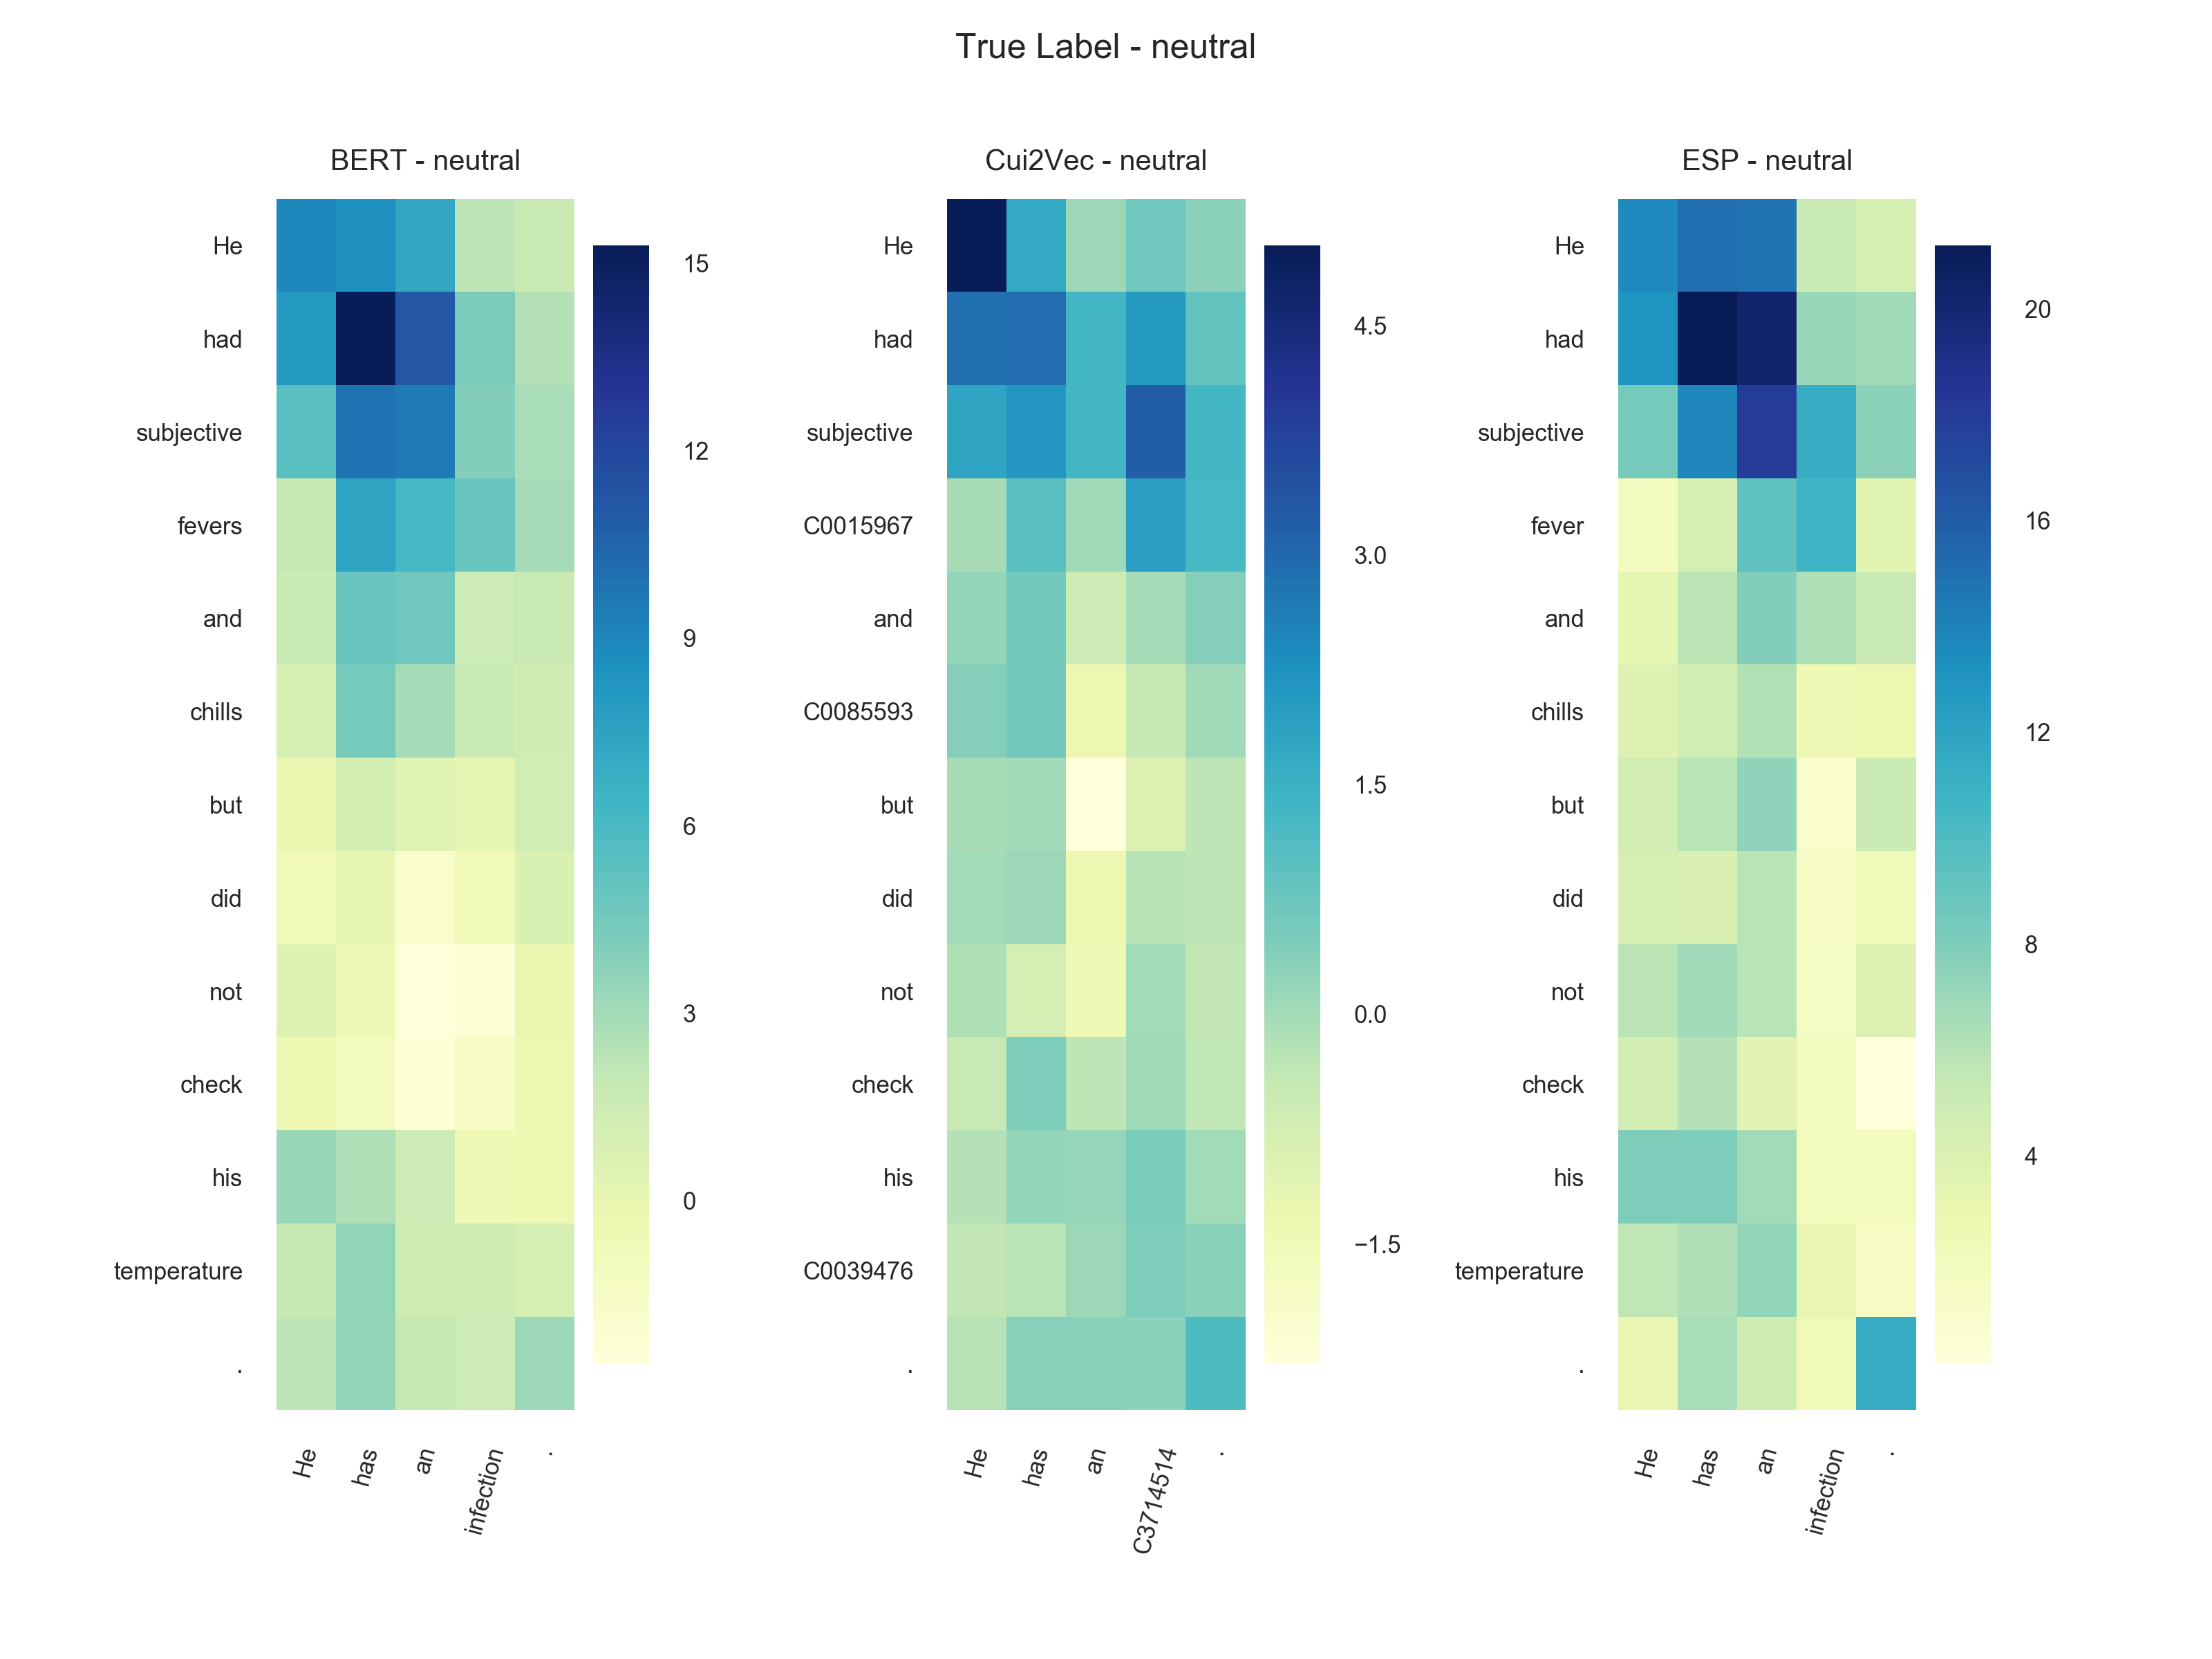 True Label - neutral
BERT - neutral
He
had
subjective
fevers
and
chills
but
did
not
check
his
temperature
.
He
has
an
infection
.
15
12
9
6
3
0
Cui2Vec - neutral
He
had
subjective
C0015967
and
C0085593
but
did
not
check
his
C0039476
.
He
has
an
C3714514
.
4.5
3.0
1.5
0.0
−1.5
ESP - neutral
He
had
subjective
fever
and
chills
but
did
not
check
his
temperature
.
He
has
an
infection
.
20
16
12
8
4